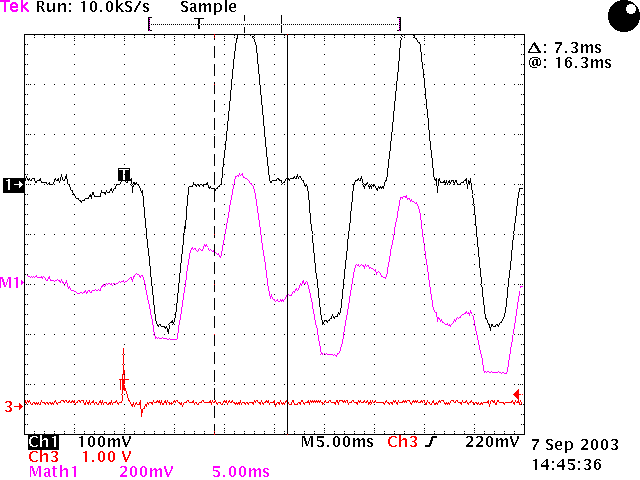 Tek Run: 10.0kS/s Sample
T
Δ: 7.3ms
@: 16.3ms
T
1
M1
T
3
Ch1 100mV M5.00ms Ch3 220mV
Ch3 1.00 V
Math1 200mV 5.00ms
7 Sep 2003
14:45:36